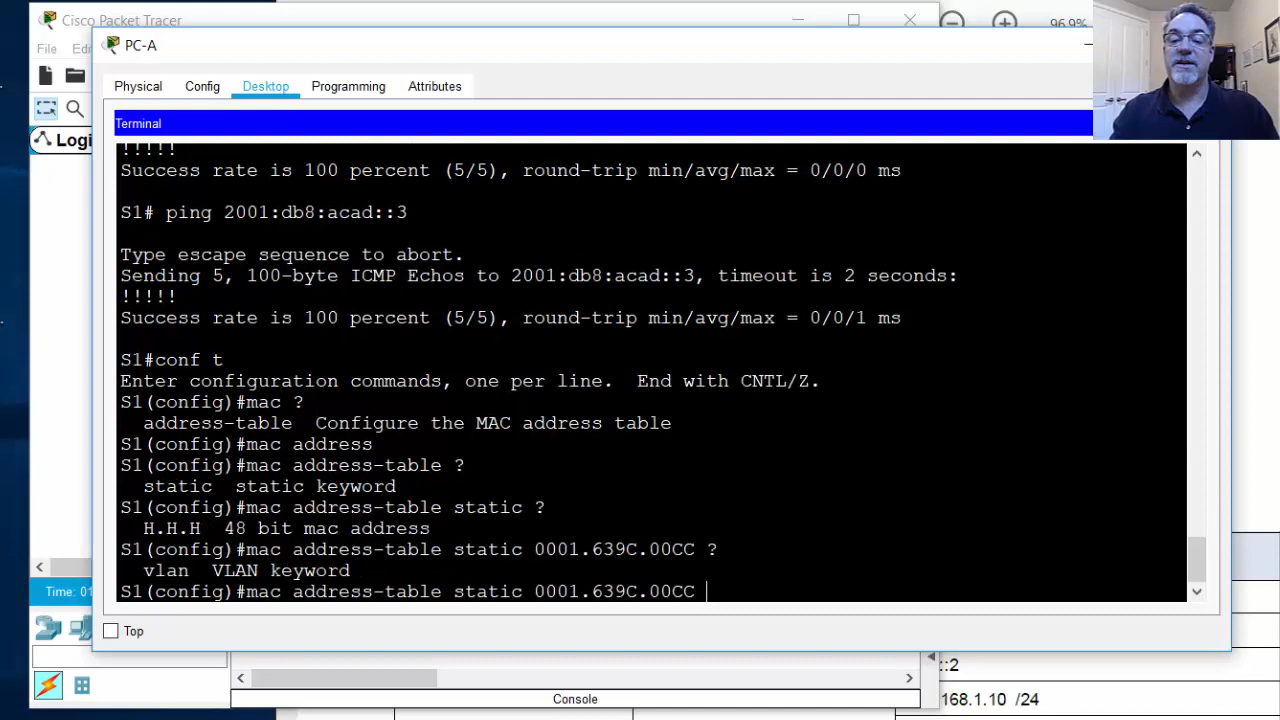 Cisco Packet Tracer
96.9%
File
PC-A
Physical Config Desktop Programming Attributes
Logi
Terminal
!!!!!
Success rate is 100 percent (5/5), round-trip min/avg/max = 0/0/0 ms
S1# ping 2001:db8:acad::3
Type escape sequence to abort.
Sending 5, 100-byte ICMP Echos to 2001:db8:acad::3, timeout is 2 seconds:
!!!!!
Success rate is 100 percent (5/5), round-trip min/avg/max = 0/0/1 ms
S1#conf t
Enter configuration commands, one per line.  End with CNTL/Z.
S1(config)#mac ?
address-table  Configure the MAC address table
S1(config)#mac address
S1(config)#mac address-table ?
static  static keyword
S1(config)#mac address-table static ?
H.H.H  48 bit mac address
S1(config)#mac address-table static 0001.639C.00CC ?
vlan  VLAN keyword
S1(config)#mac address-table static 0001.639C.00CC
Time: 01
Top
::2
Console
168.1.10 /24